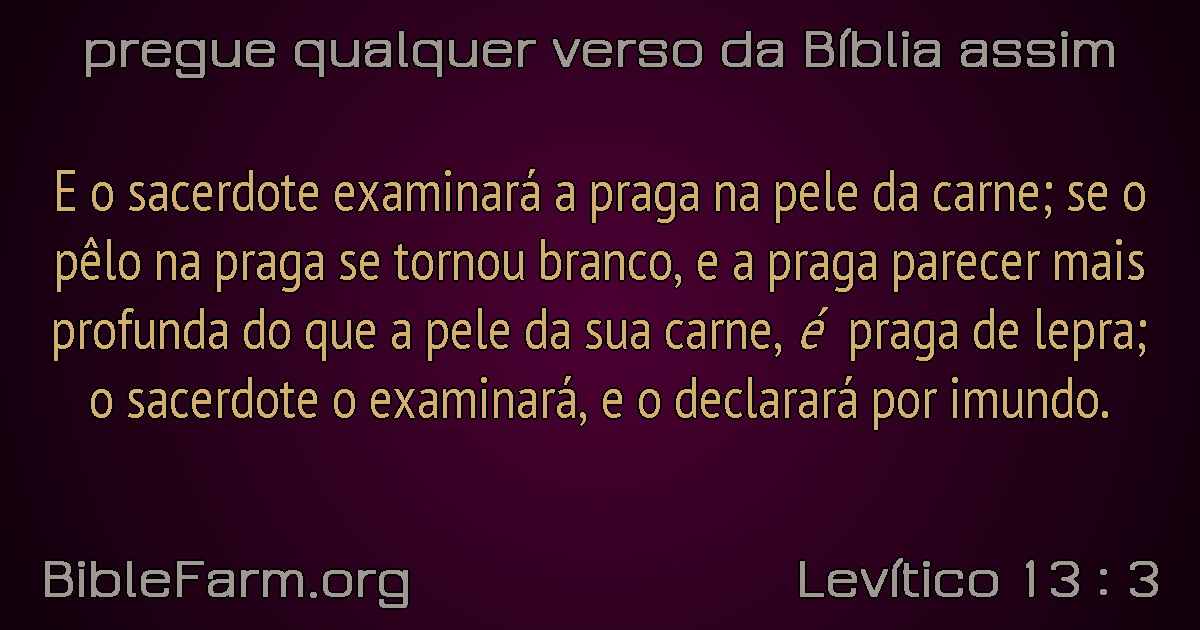 pregue qualquer verso da Bíblia assim
E o sacerdote examinará a praga na pele da carne; se o
pêlo na praga se tornou branco, e a praga parecer mais
profunda do que a pele da sua carne, é praga de lepra;
o sacerdote o examinará, e o declarará por imundo.
BibleFarm.org
Levítico 13 : 3